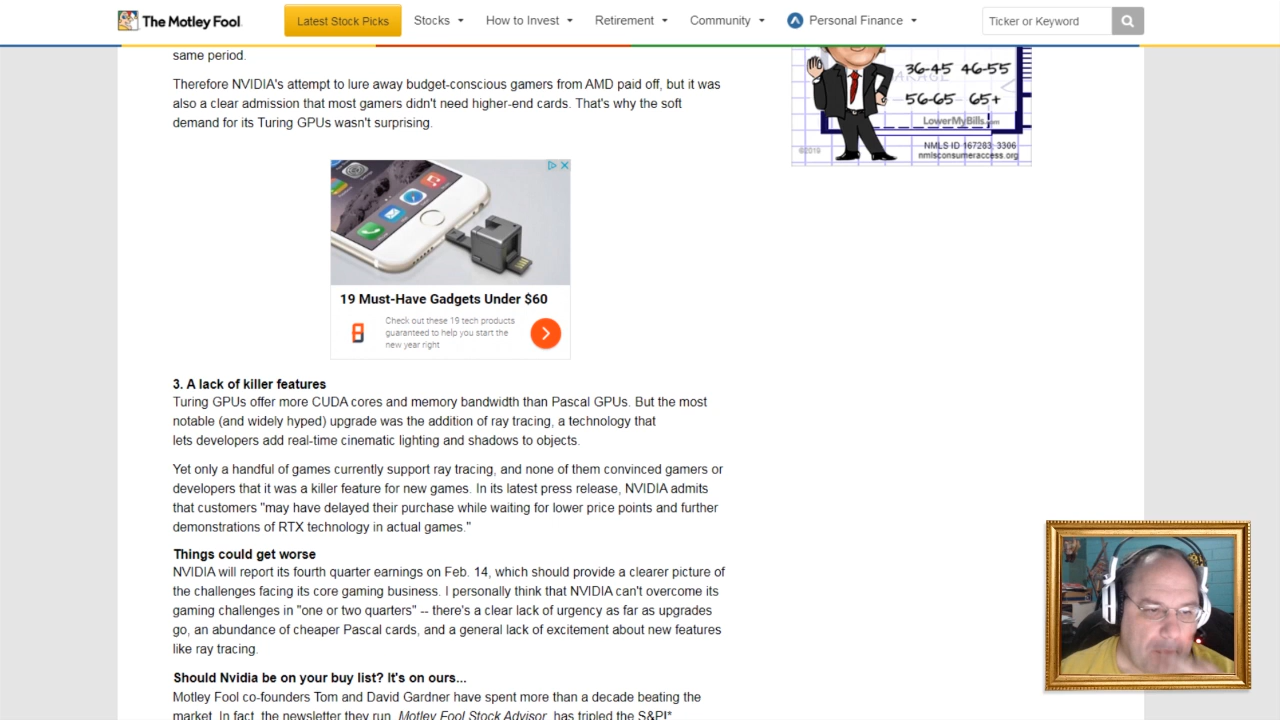 The Motley Fool.
Latest Stock Picks
Stocks
How to Invest
Retirement
Community
Personal Finance
Ticker or Keyword
same period.
Therefore NVIDIA's attempt to lure away budget-conscious gamers from AMD paid off, but it was
also a clear admission that most gamers didn't need higher-end cards. That's why the soft
demand for its Turing GPUs wasn't surprising.
36-45 46-55
56-65 65+
LowerMyBills.com
©2019
NMLS ID 167283; 3306
nmlsconsumeraccess.org
19 Must-Have Gadgets Under $60
Check out these 19 tech products
guaranteed to help you start the
new year right
3. A lack of killer features
Turing GPUs offer more CUDA cores and memory bandwidth than Pascal GPUs. But the most
notable (and widely hyped) upgrade was the addition of ray tracing, a technology that
lets developers add real-time cinematic lighting and shadows to objects.
Yet only a handful of games currently support ray tracing, and none of them convinced gamers or
developers that it was a killer feature for new games. In its latest press release, NVIDIA admits
that customers "may have delayed their purchase while waiting for lower price points and further
demonstrations of RTX technology in actual games."
Things could get worse
NVIDIA will report its fourth quarter earnings on Feb. 14, which should provide a clearer picture of
the challenges facing its core gaming business. I personally think that NVIDIA can't overcome its
gaming challenges in "one or two quarters" -- there's a clear lack of urgency as far as upgrades
go, an abundance of cheaper Pascal cards, and a general lack of excitement about new features
like ray tracing.
Should Nvidia be on your buy list? It's on ours...
Motley Fool co-founders Tom and David Gardner have spent more than a decade beating the
market. In fact, the newsletter they run, Motley Fool Stock Advisor, has tripled the S&P!*